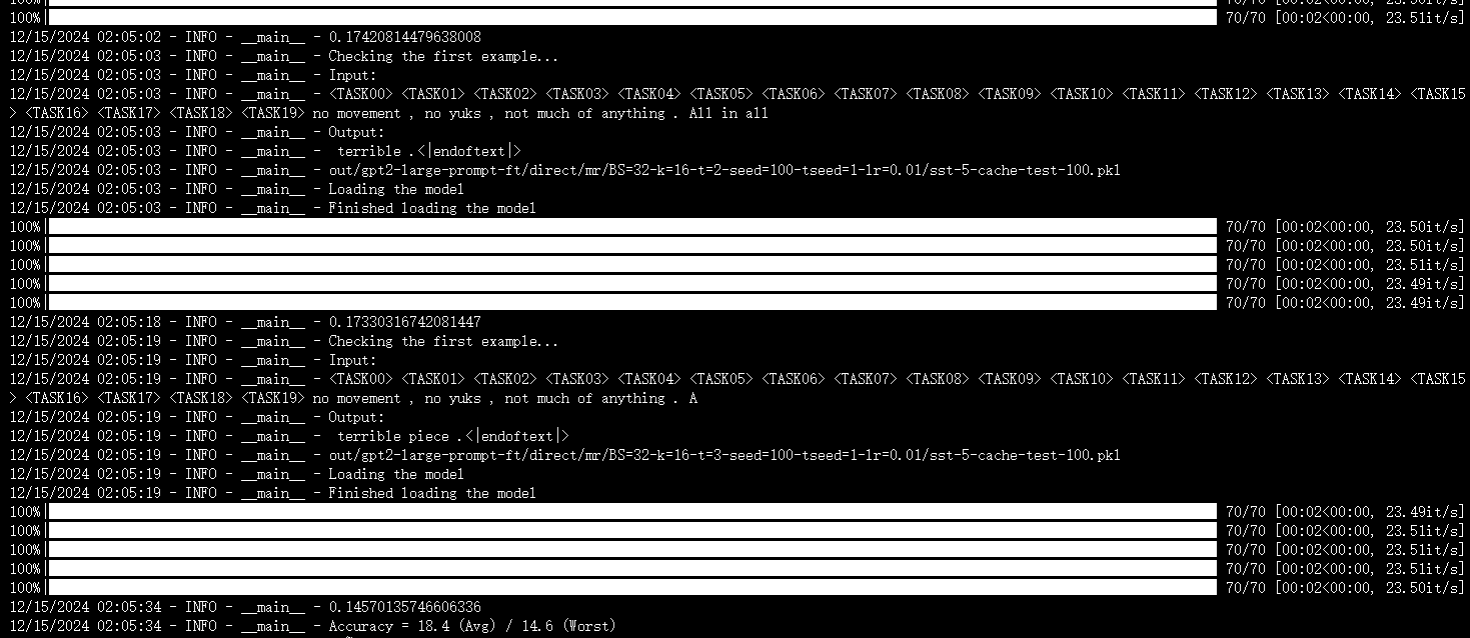 100% 70/70 [00:02<00:00, 23.51it/s]
12/15/2024 02:05:02 - INFO - __main__ - 0.17420814479638008
12/15/2024 02:05:03 - INFO - __main__ - Checking the first example...
12/15/2024 02:05:03 - INFO - __main__ - Input:
12/15/2024 02:05:03 - INFO - __main__ - <TASK00> <TASK01> <TASK02> <TASK03> <TASK04> <TASK05> <TASK06> <TASK07> <TASK08> <TASK09> <TASK10> <TASK11> <TASK12> <TASK13> <TASK14> <TASK15
> <TASK16> <TASK17> <TASK18> <TASK19> no movement , no yuks , not much of anything . All in all
12/15/2024 02:05:03 - INFO - __main__ - Output:
12/15/2024 02:05:03 - INFO - __main__ -  terrible .<|endoftext|>
12/15/2024 02:05:03 - INFO - __main__ - out/gpt2-large-prompt-ft/direct/mr/BS=32-k=16-t=2-seed=100-tseed=1-lr=0.01/sst-5-cache-test-100.pkl
12/15/2024 02:05:03 - INFO - __main__ - Loading the model
12/15/2024 02:05:03 - INFO - __main__ - Finished loading the model
100% 70/70 [00:02<00:00, 23.50it/s]
100% 70/70 [00:02<00:00, 23.50it/s]
100% 70/70 [00:02<00:00, 23.51it/s]
100% 70/70 [00:02<00:00, 23.49it/s]
100% 70/70 [00:02<00:00, 23.49it/s]
12/15/2024 02:05:18 - INFO - __main__ - 0.17330316742081447
12/15/2024 02:05:19 - INFO - __main__ - Checking the first example...
12/15/2024 02:05:19 - INFO - __main__ - Input:
12/15/2024 02:05:19 - INFO - __main__ - <TASK00> <TASK01> <TASK02> <TASK03> <TASK04> <TASK05> <TASK06> <TASK07> <TASK08> <TASK09> <TASK10> <TASK11> <TASK12> <TASK13> <TASK14> <TASK15
> <TASK16> <TASK17> <TASK18> <TASK19> no movement , no yuks , not much of anything . A
12/15/2024 02:05:19 - INFO - __main__ - Output:
12/15/2024 02:05:19 - INFO - __main__ -  terrible piece .<|endoftext|>
12/15/2024 02:05:19 - INFO - __main__ - out/gpt2-large-prompt-ft/direct/mr/BS=32-k=16-t=3-seed=100-tseed=1-lr=0.01/sst-5-cache-test-100.pkl
12/15/2024 02:05:19 - INFO - __main__ - Loading the model
12/15/2024 02:05:19 - INFO - __main__ - Finished loading the model
100% 70/70 [00:02<00:00, 23.49it/s]
100% 70/70 [00:02<00:00, 23.51it/s]
100% 70/70 [00:02<00:00, 23.51it/s]
100% 70/70 [00:02<00:00, 23.51it/s]
100% 70/70 [00:02<00:00, 23.50it/s]
12/15/2024 02:05:34 - INFO - __main__ - 0.14570135746606336
12/15/2024 02:05:34 - INFO - __main__ - Accuracy = 18.4 (Avg) / 14.6 (Worst)